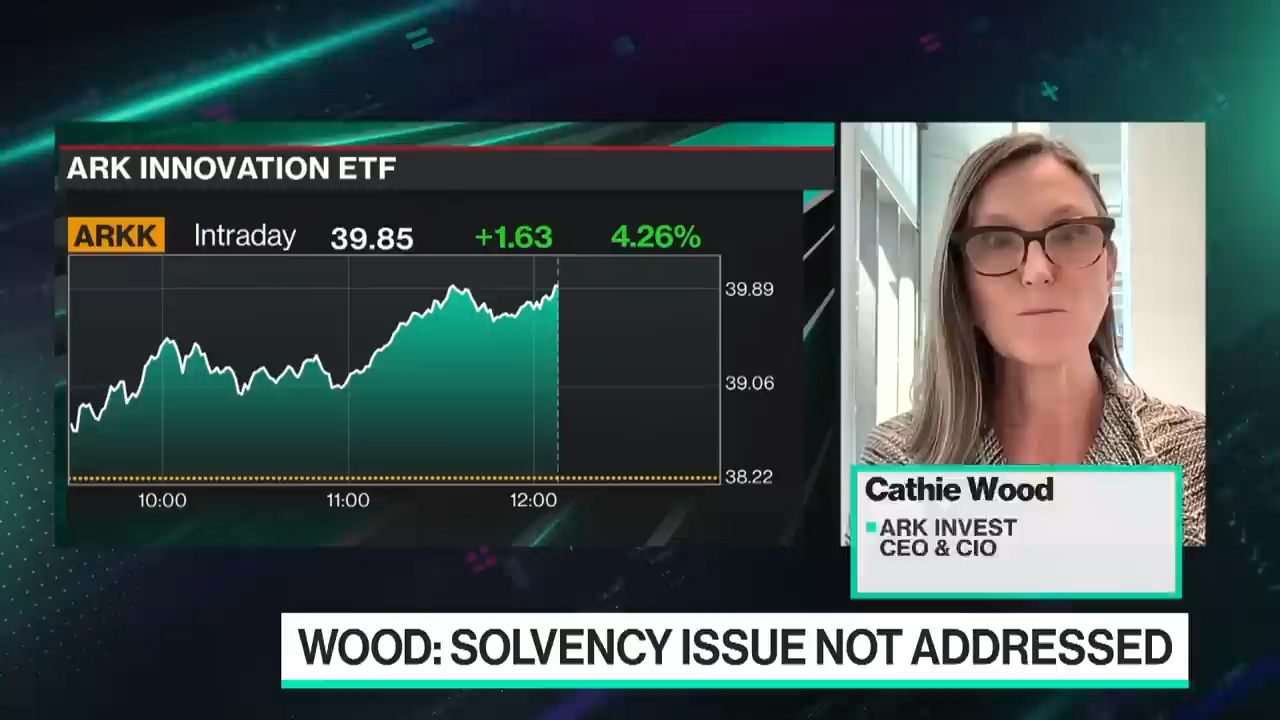 ARK INNOVATION ETF
ARKK Intraday 39.85 +1.63 4.26%
39.89
39.06
38.22
10:00 11:00 12:00
Cathie Wood
ARK INVEST
CEO & CIO
WOOD: SOLVENCY ISSUE NOT ADDRESSED